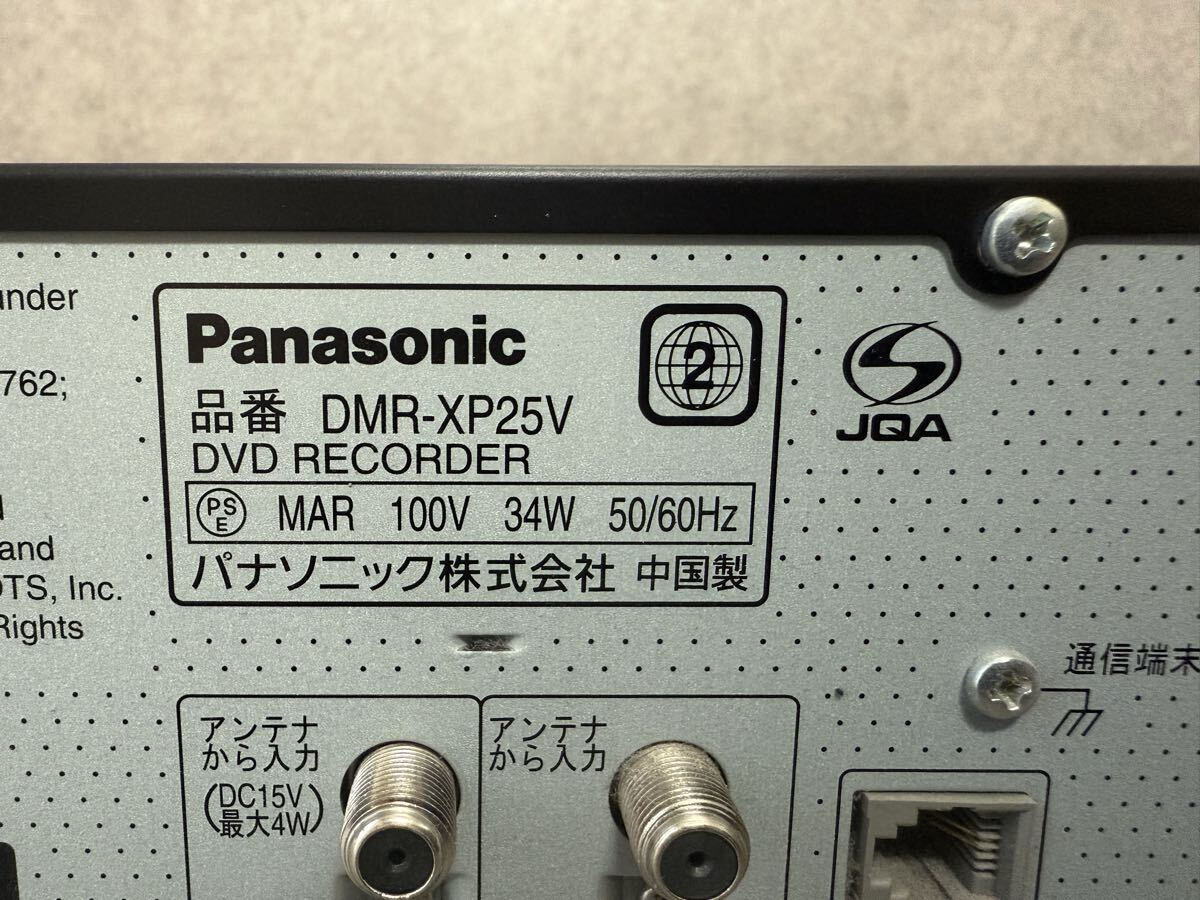 under
762;
and
DTS, Inc.
Rights
Panasonic
2
品番 DMR-XP25V
DVD RECORDER
PSE MAR 100V 34W 50/60Hz
パナソニック株式会社 中国製
JQA
通信端末
アンテナ
から入力
(DC15V
最大4W)
アンテナ
から入力